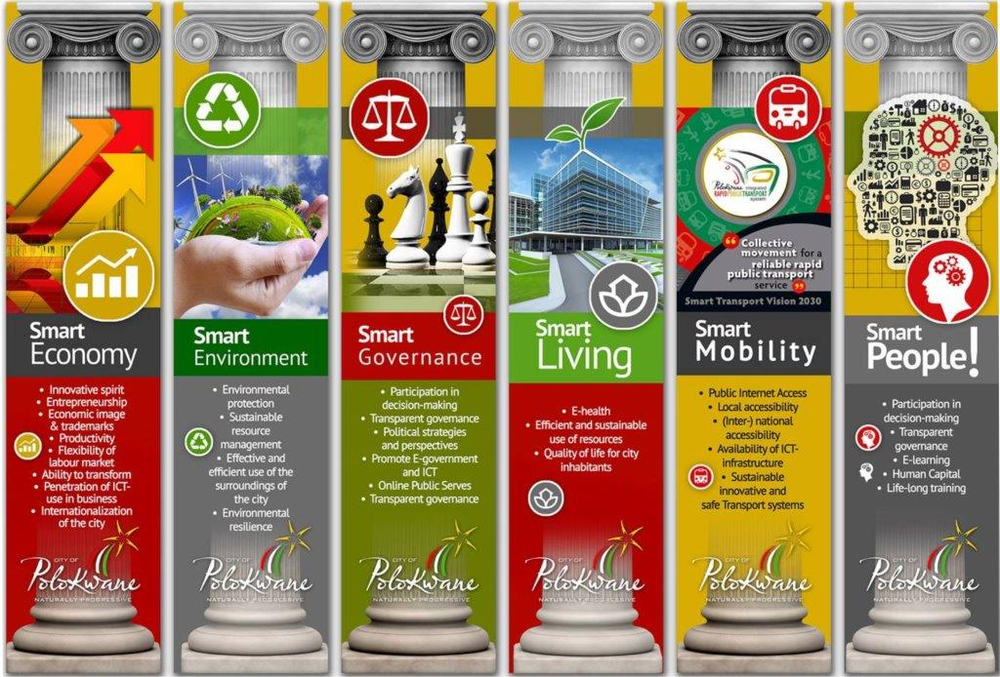 Smart
Economy
• Innovative spirit
• Entrepreneurship
• Economic image
& trademarks
• Productivity
• Flexibility of
labour market
• Ability to transform
• Penetration of ICT-
use in business
• Internationalization
of the city
CITY OF
Polokwane
NATURALLY PROGRESSIVE
Smart
Environment
• Environmental
protection
• Sustainable
resource
management
• Effective and
efficient use of the
surroundings of
the city
• Environmental
resilience
CITY OF
Polokwane
NATURALLY PROGRESSIVE
Smart
Governance
• Participation in
decision-making
• Transparent governance
• Political strategies
and perspectives
• Promote E-government
and ICT
• Online Public Serves
• Transparent governance
CITY OF
Polokwane
NATURALLY PROGRESSIVE
Smart
Living
• E-health
• Efficient and sustainable
use of resources
• Quality of life for city
inhabitants
CITY OF
Polokwane
NATURALLY PROGRESSIVE
Polokwane integrated
RAPIDPUBLICTRANSPORT
system
“ Collective
movement for a
reliable rapid
public transport
service ”
Smart Transport Vision 2030
Smart
Mobility
• Public Internet Access
• Local accessibility
• (Inter-) national
accessibility
• Availability of ICT-
infrastructure
• Sustainable
innovative and
safe Transport systems
CITY OF
Polokwane
NATURALLY PROGRESSIVE
Smart
People!
• Participation in
decision-making
• Transparent
governance
• E-learning
• Human Capital
• Life-long training
CITY OF
Polokwane
NATURALLY PROGRESSIVE